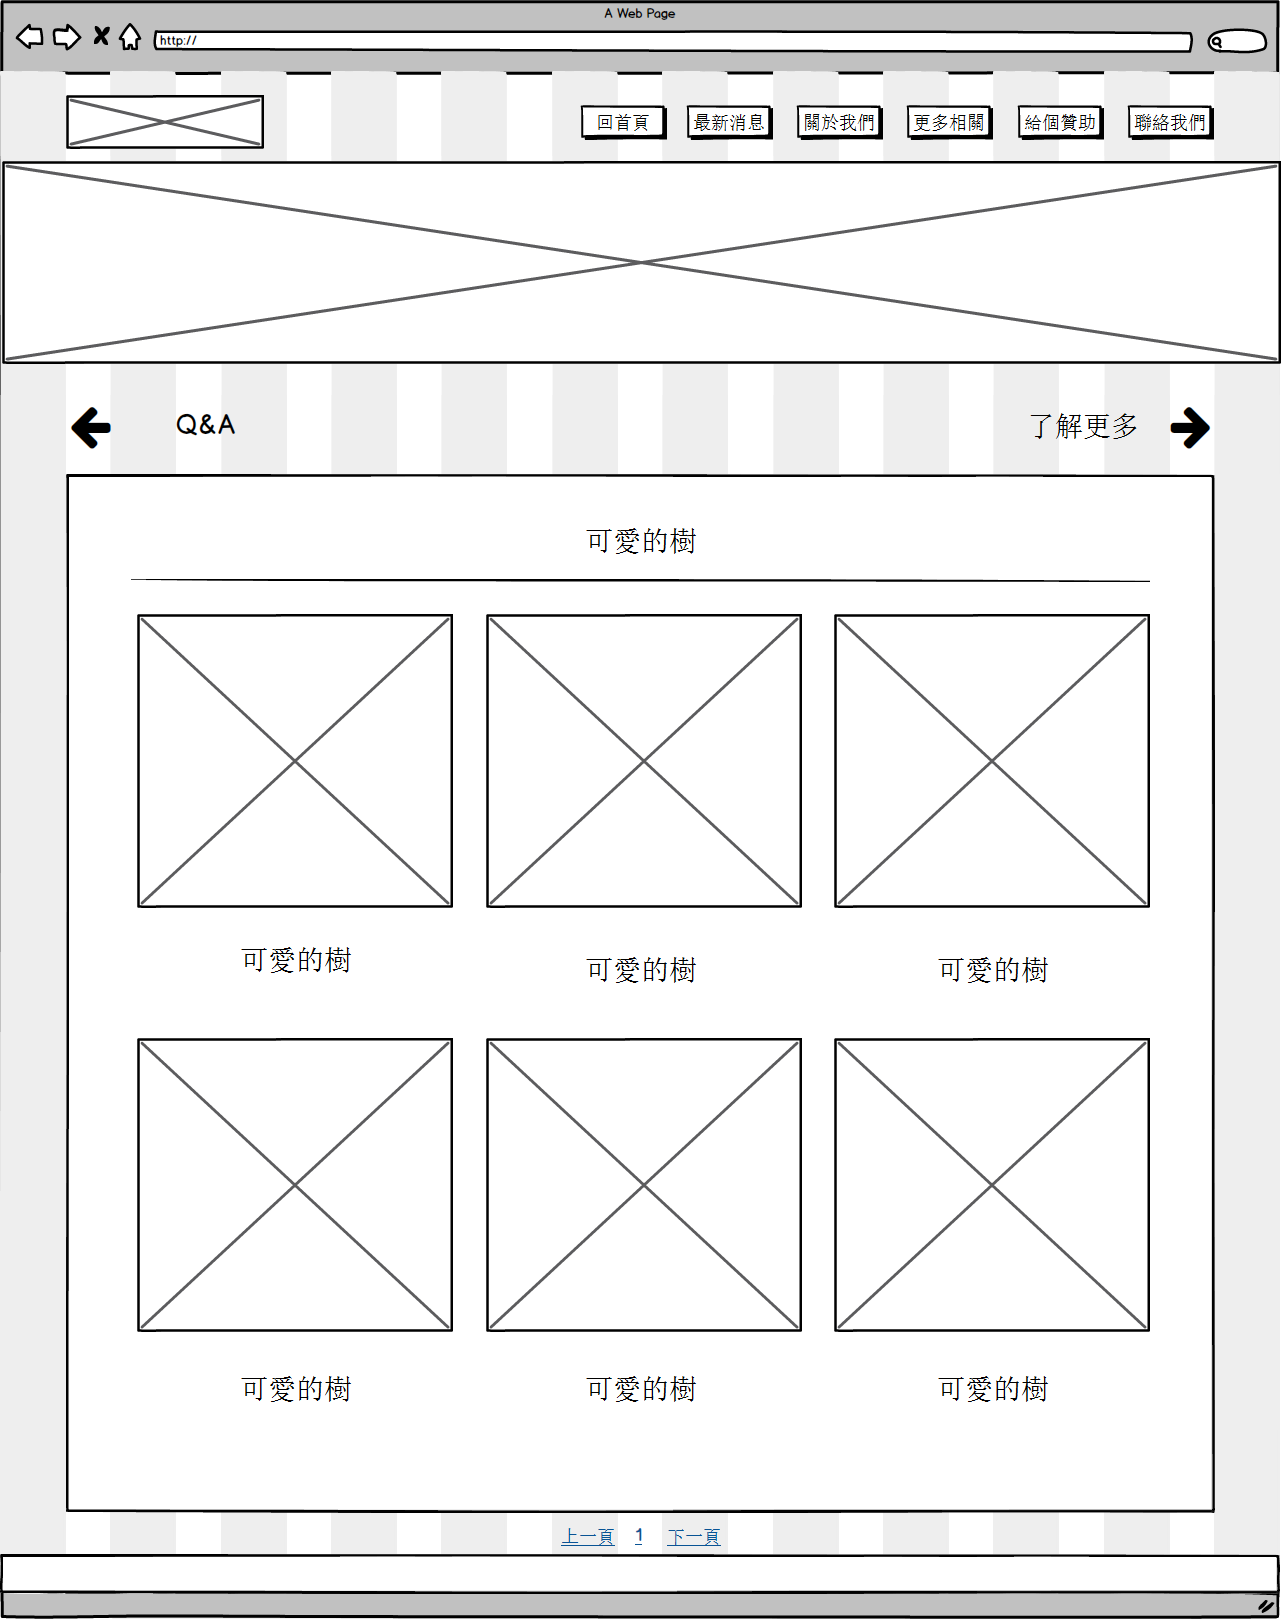 A Web Page
http://
回首頁
最新消息
關於我們
更多相關
給個贊助
聯絡我們
Q&A
了解更多
可愛的樹
可愛的樹
可愛的樹
可愛的樹
可愛的樹
可愛的樹
可愛的樹
上一頁 1 下一頁